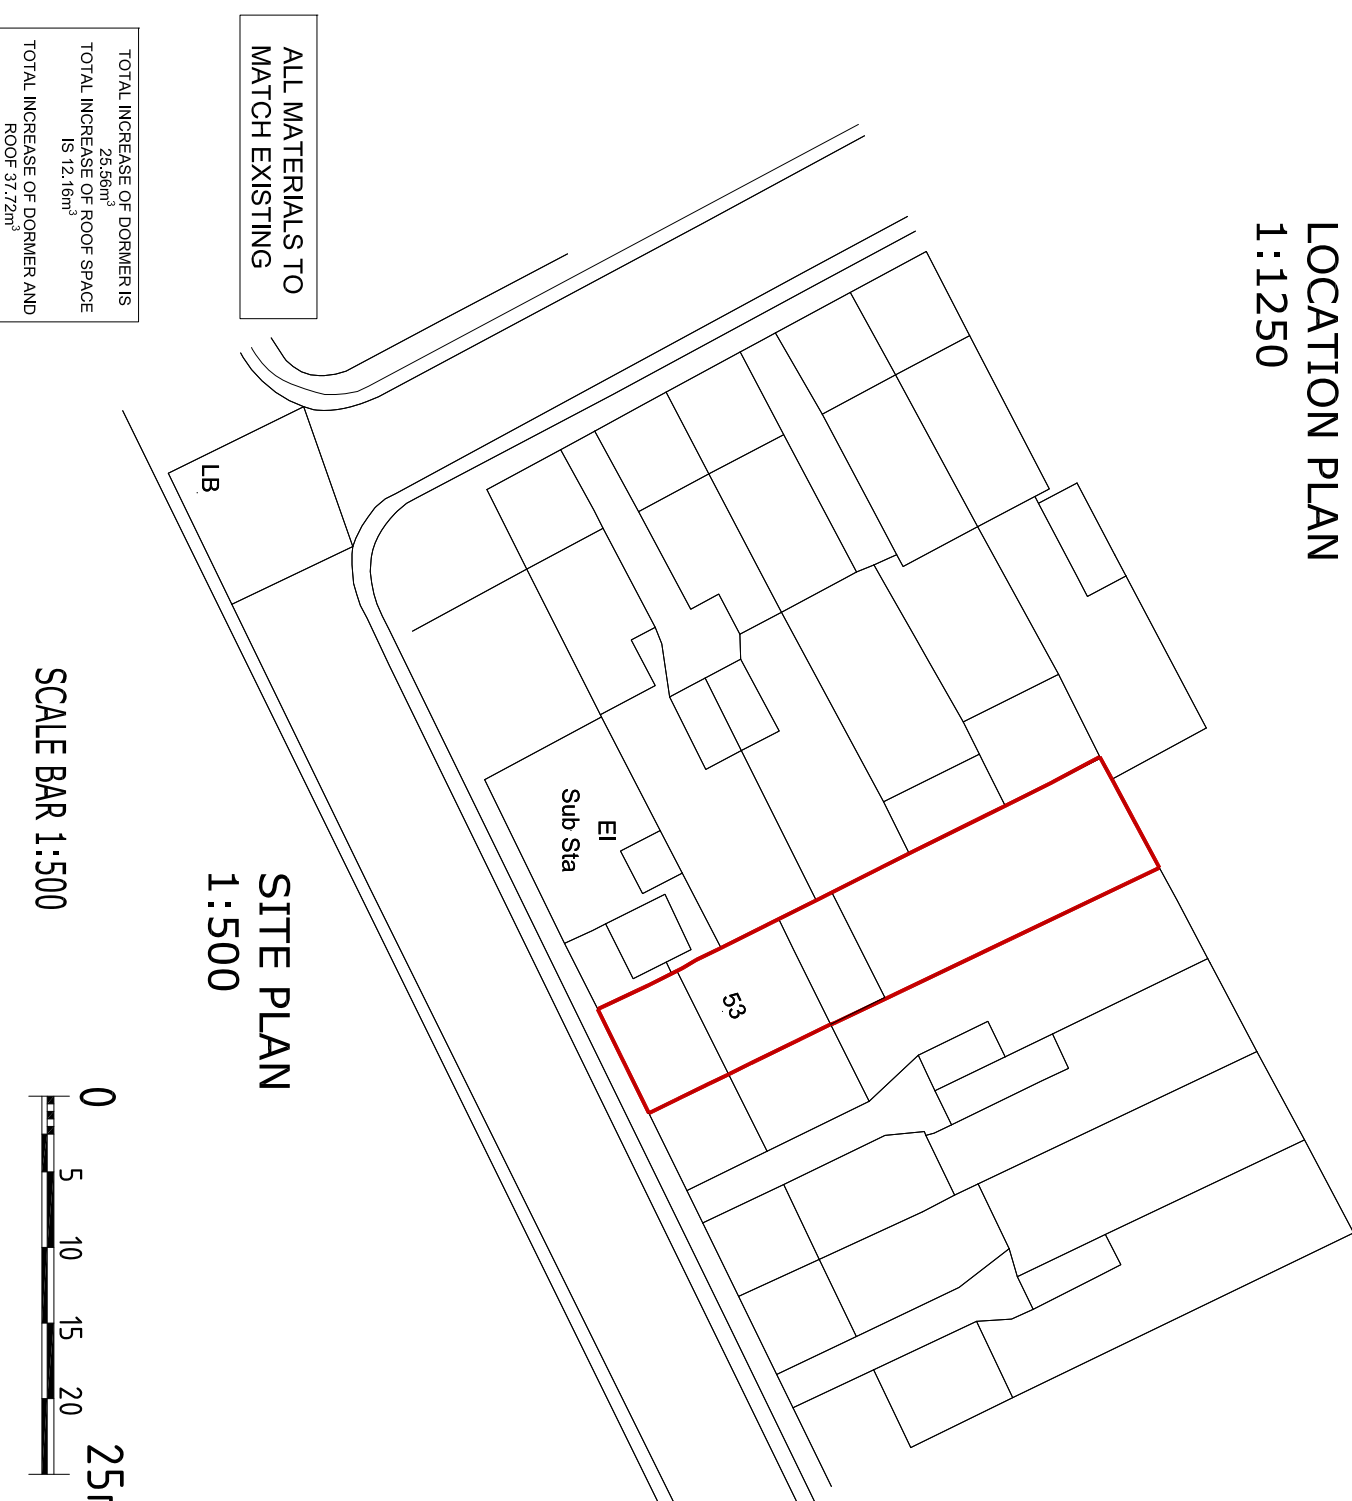 LOCATION PLAN
1:1250
ALL MATERIALS TO
MATCH EXISTING
TOTAL INCREASE OF DORMER IS
25.56m³
TOTAL INCREASE OF ROOF SPACE
IS 12.16m³
TOTAL INCREASE OF DORMER AND
ROOF 37.72m³
LB
El
Sub Sta
53
SITE PLAN
1:500
SCALE BAR 1:500
0
5
10
15
20
25m